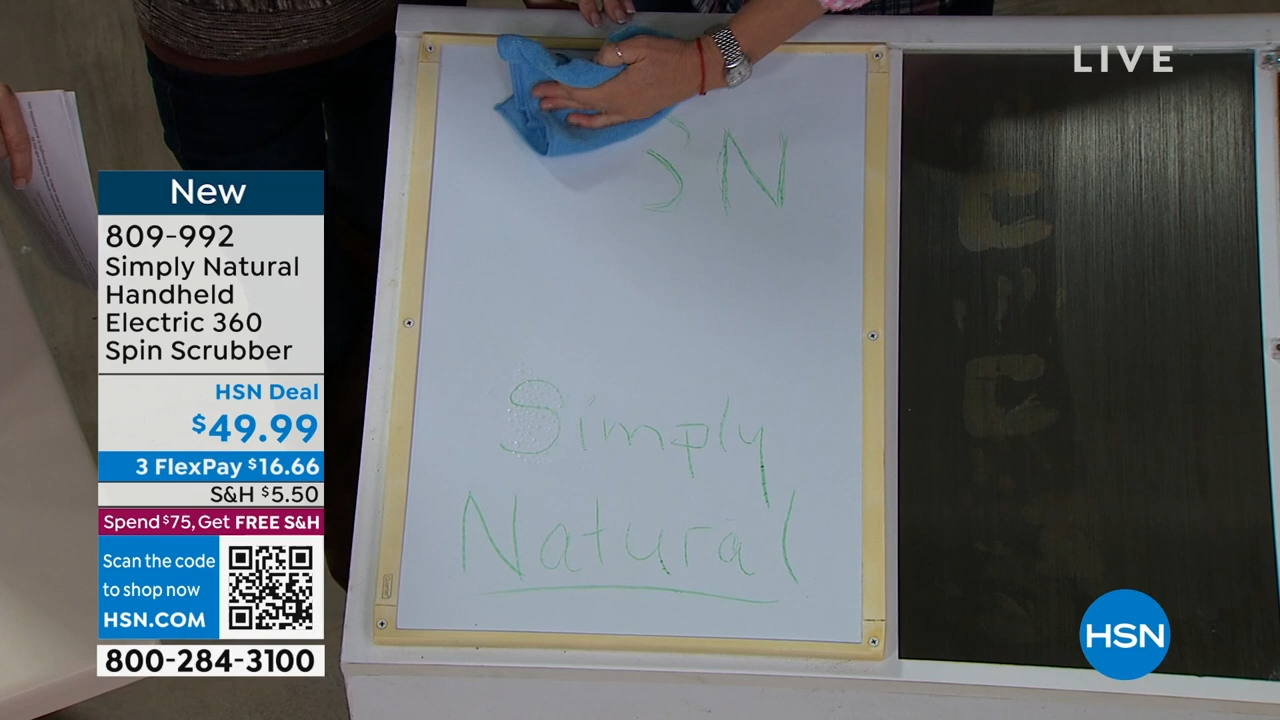 LIVE
New
809-992
Simply Natural
Handheld
Electric 360
Spin Scrubber
HSN Deal
$49.99
3 FlexPay $16.66
S&H $5.50
Spend $75, Get FREE S&H
Scan the code
to shop now
HSN.COM
800-284-3100
SN
Simply
Natural
HSN